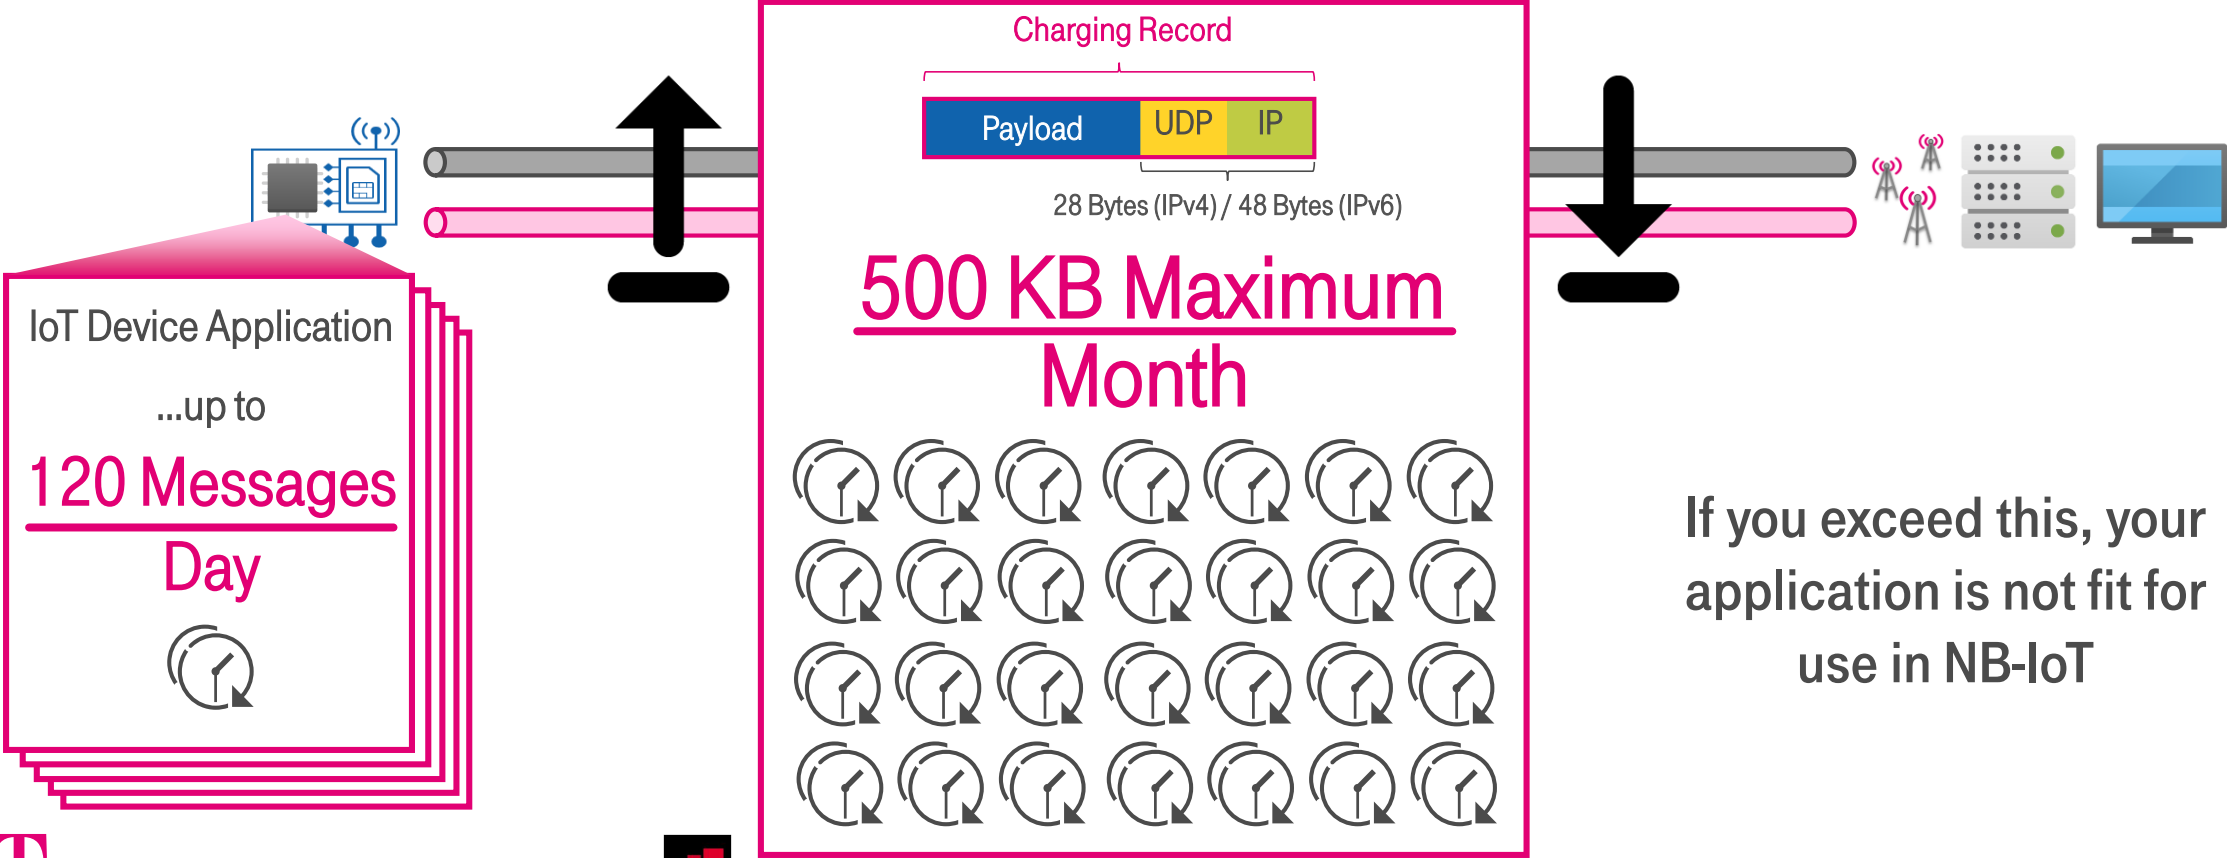 Charging Record
Payload UDP IP
28 Bytes (IPv4) / 48 Bytes (IPv6)
500 KB Maximum
Month
IoT Device Application
...up to
120 Messages
Day
If you exceed this, your
application is not fit for
use in NB-IoT
T